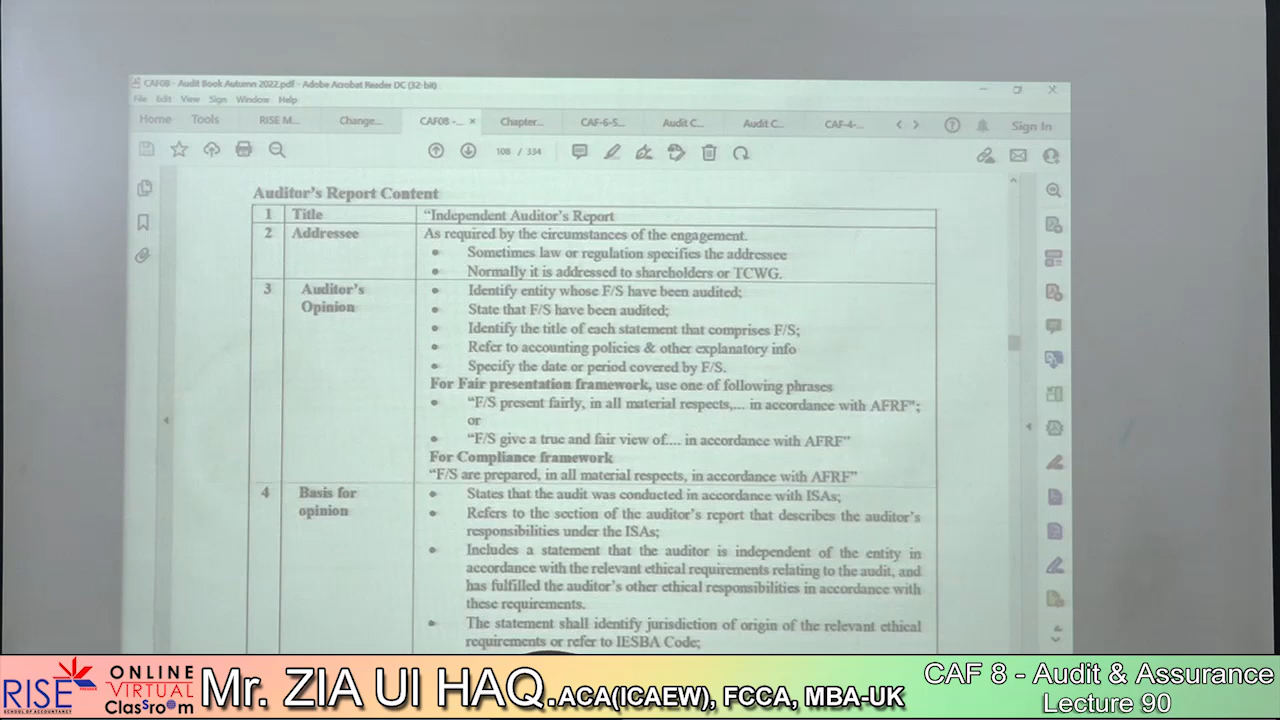 CAF08 - Audit Book Autumn 2022.pdf - Adobe Acrobat Reader DC (32-bit)
File Edit View Sign Window Help
Home Tools RISE M... Change... CAF08 -... × Chapter... CAF-6-S... Audit C... Audit C... CAF-4-... Sign In
108 / 334
Auditor's Report Content
1 Title "Independent Auditor's Report
2 Addressee As required by the circumstances of the engagement.
• Sometimes law or regulation specifies the addressee
• Normally it is addressed to shareholders or TCWG.
3 Auditor's • Identify entity whose F/S have been audited;
Opinion • State that F/S have been audited;
• Identify the title of each statement that comprises F/S;
• Refer to accounting policies & other explanatory info
• Specify the date or period covered by F/S.
For Fair presentation framework, use one of following phrases
• "F/S present fairly, in all material respects,... in accordance with AFRF";
or
• "F/S give a true and fair view of.... in accordance with AFRF"
For Compliance framework
"F/S are prepared, in all material respects, in accordance with AFRF"
4 Basis for • States that the audit was conducted in accordance with ISAs;
opinion • Refers to the section of the auditor's report that describes the auditor's
responsibilities under the ISAs;
• Includes a statement that the auditor is independent of the entity in
accordance with the relevant ethical requirements relating to the audit, and
has fulfilled the auditor's other ethical responsibilities in accordance with
these requirements.
• The statement shall identify jurisdiction of origin of the relevant ethical
requirements or refer to IESBA Code;
RISE
SCHOOL OF ACCOUNTANCY
ONLINE
VIRTUAL
ClasSroom
Mr. ZIA Ul HAQ. ACA(ICAEW), FCCA, MBA-UK
CAF 8 - Audit & Assurance
Lecture 90